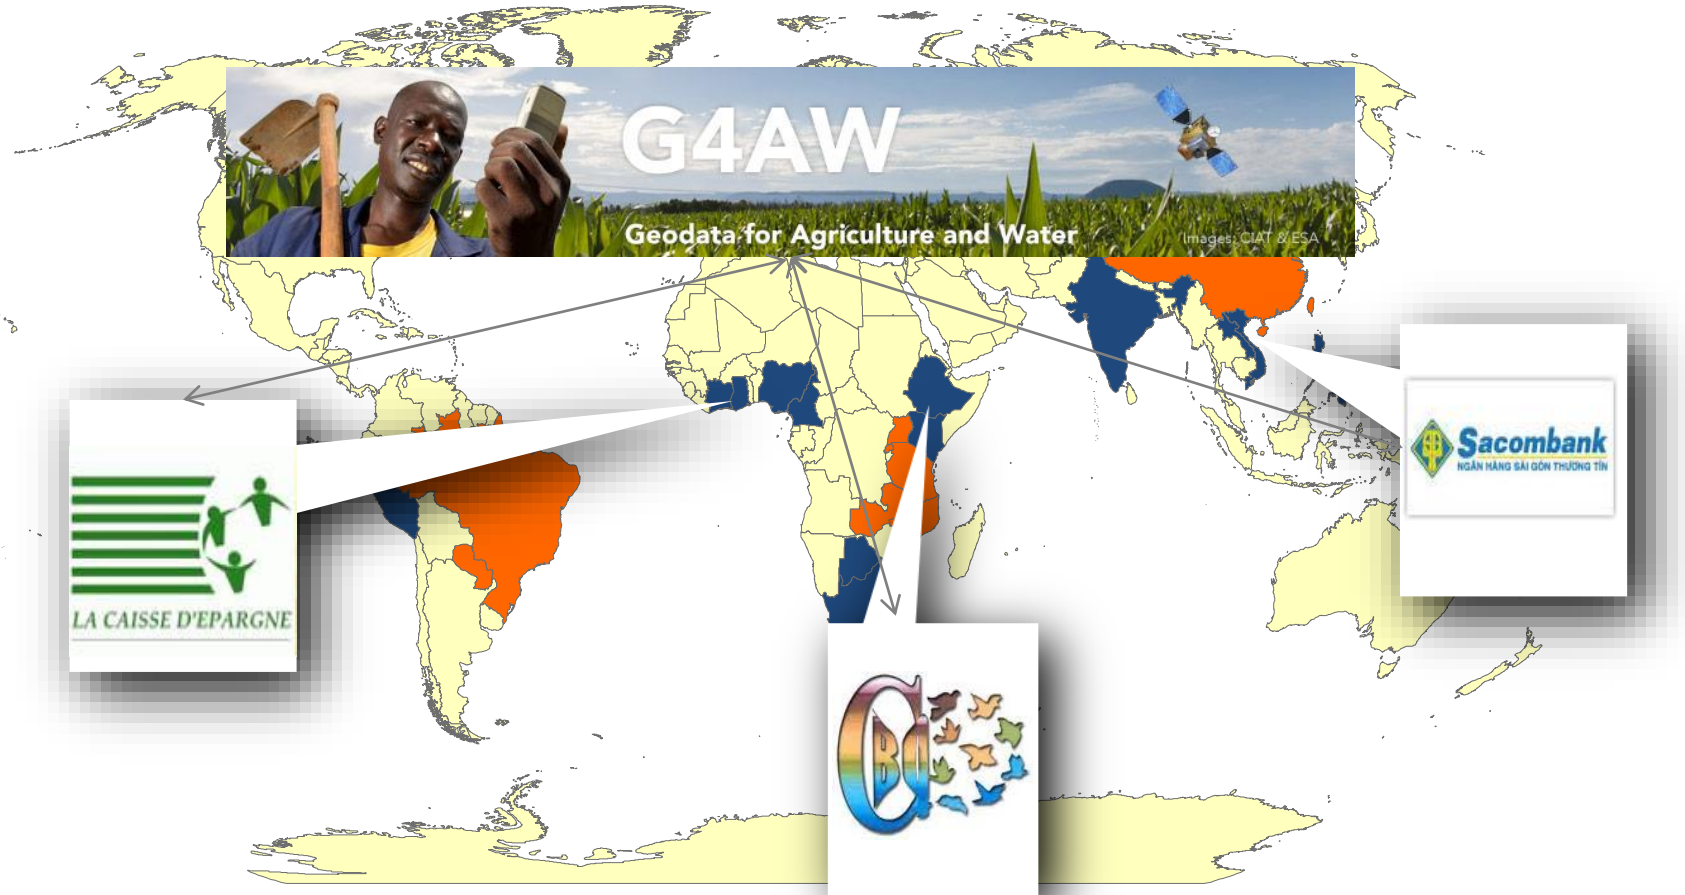 G4AW
Geodata for Agriculture and Water
Images: CIAT & ESA
Sacombank
NGÂN HÀNG SÀI GÒN THƯƠNG TÍN
LA CAISSE D'EPARGNE